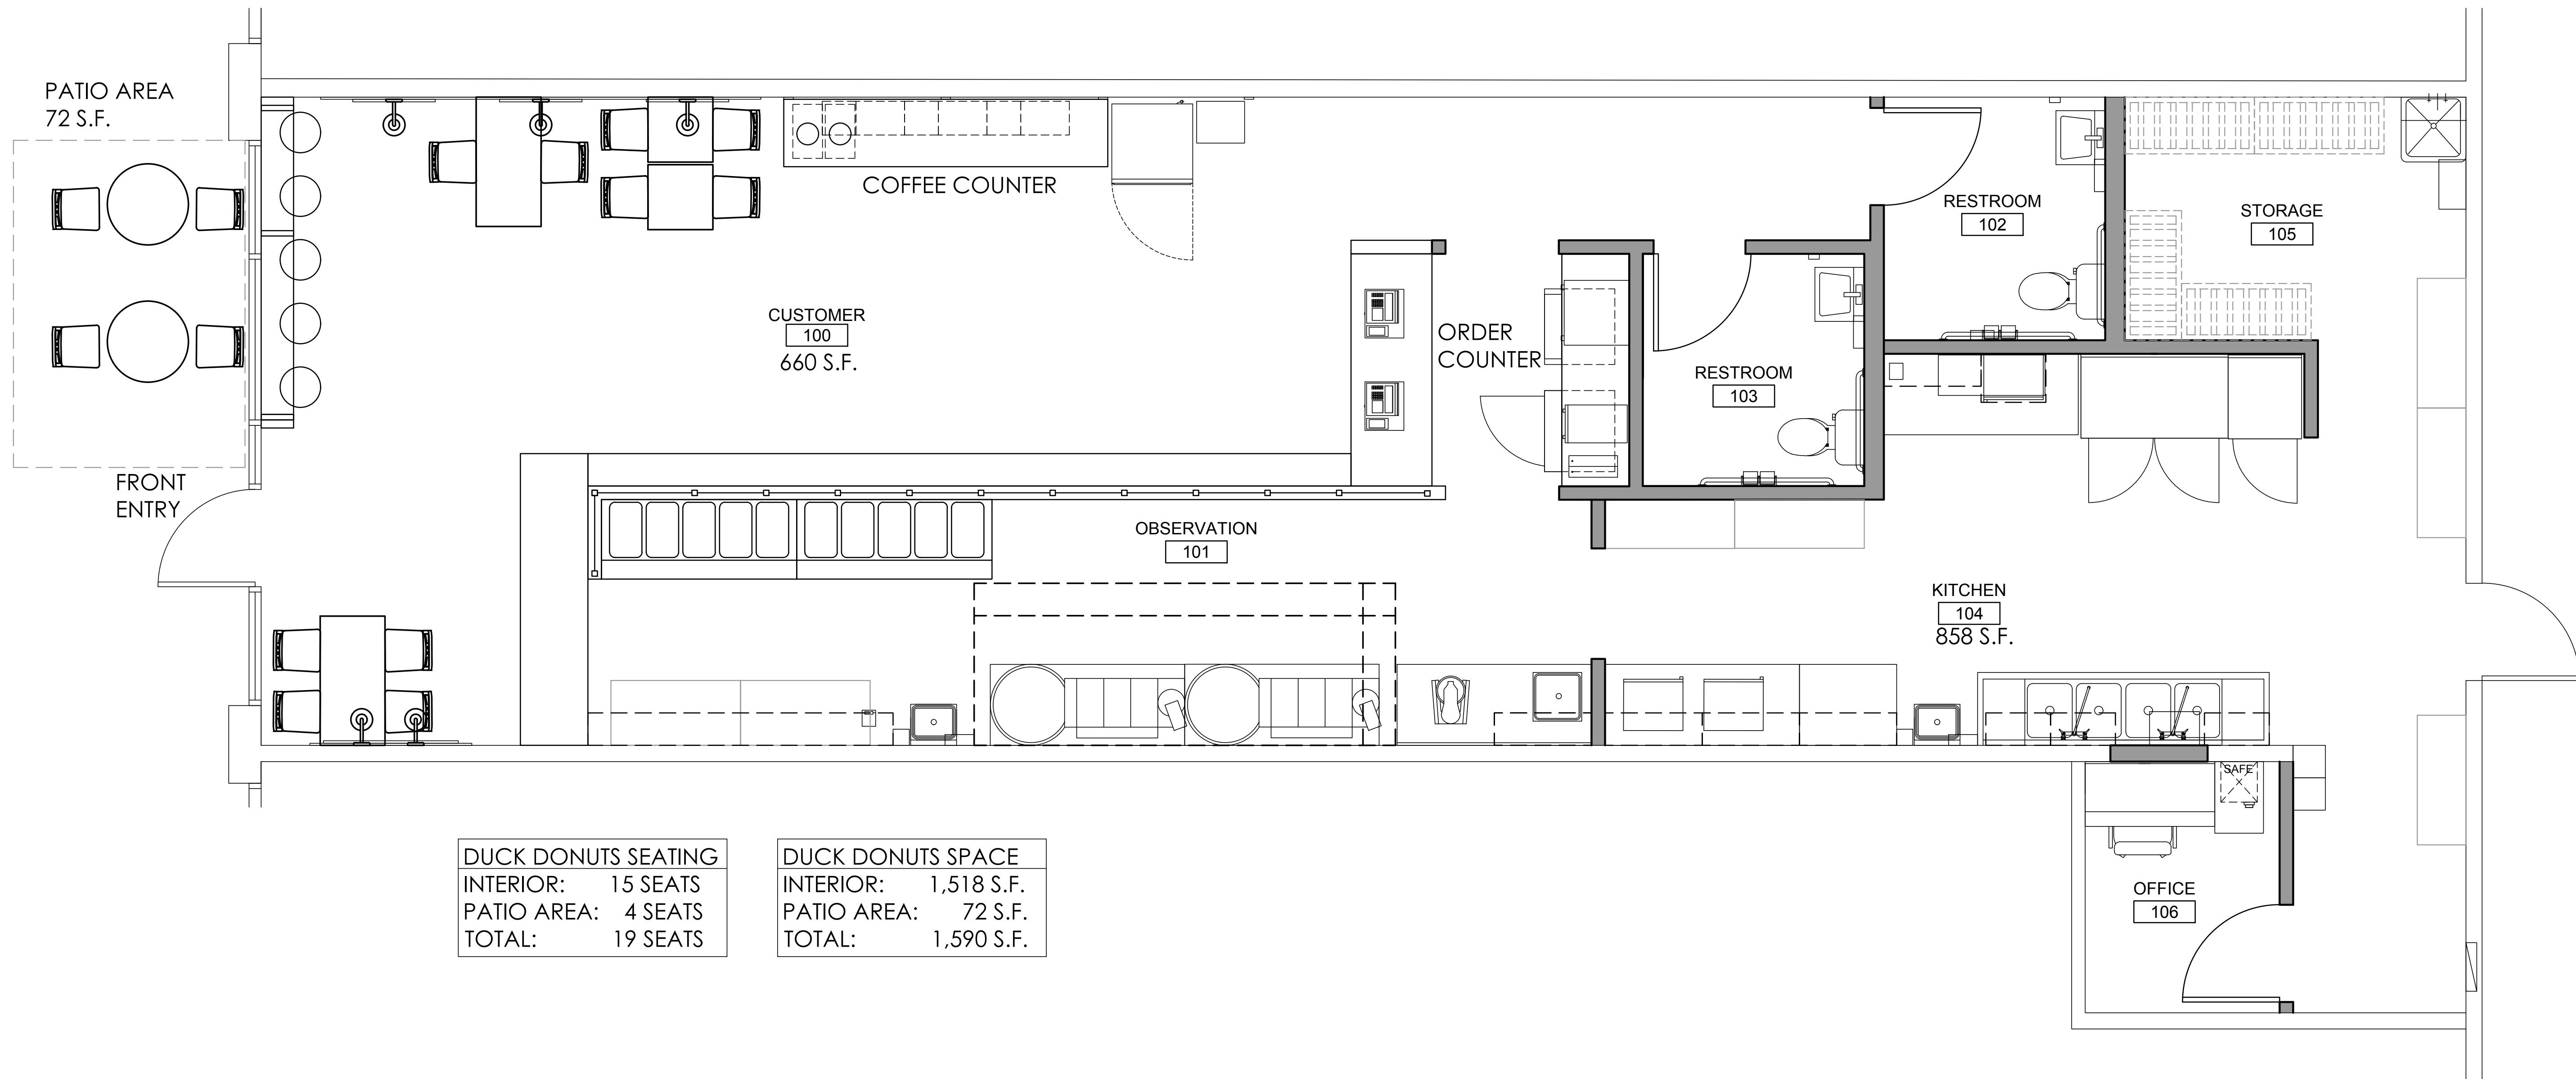 PATIO AREA
72 S.F.
COFFEE COUNTER
RESTROOM
102
STORAGE
105
CUSTOMER
100
660 S.F.
ORDER
COUNTER
RESTROOM
103
FRONT
ENTRY
OBSERVATION
101
KITCHEN
104
858 S.F.
SAFE
OFFICE
106
DUCK DONUTS SEATING
INTERIOR: 15 SEATS
PATIO AREA: 4 SEATS
TOTAL: 19 SEATS
DUCK DONUTS SPACE
INTERIOR: 1,518 S.F.
PATIO AREA: 72 S.F.
TOTAL: 1,590 S.F.